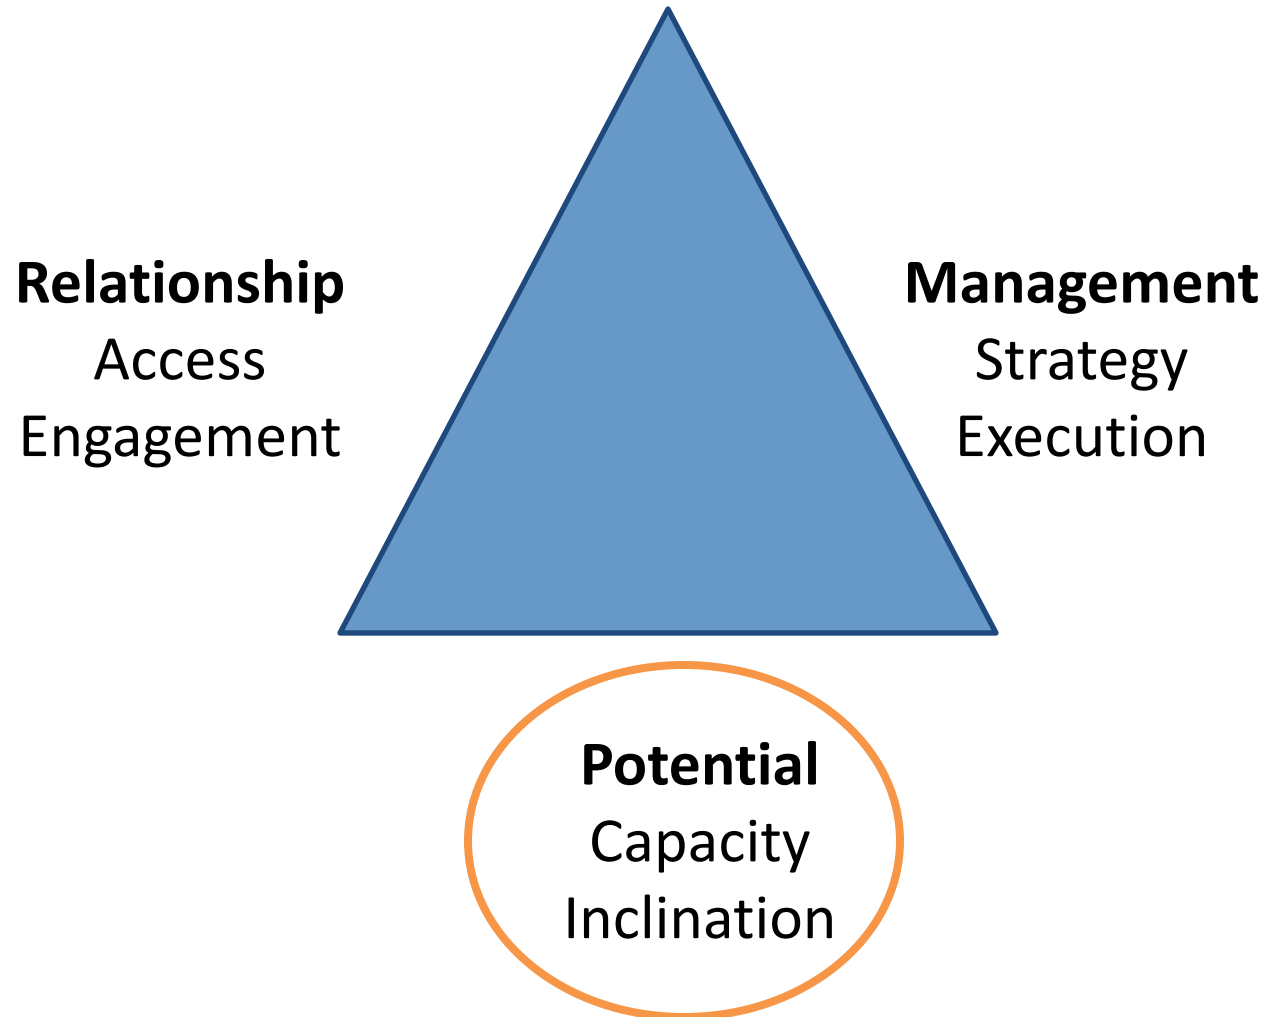 Relationship
Access
Engagement
Management
Strategy
Execution
Potential
Capacity
Inclination